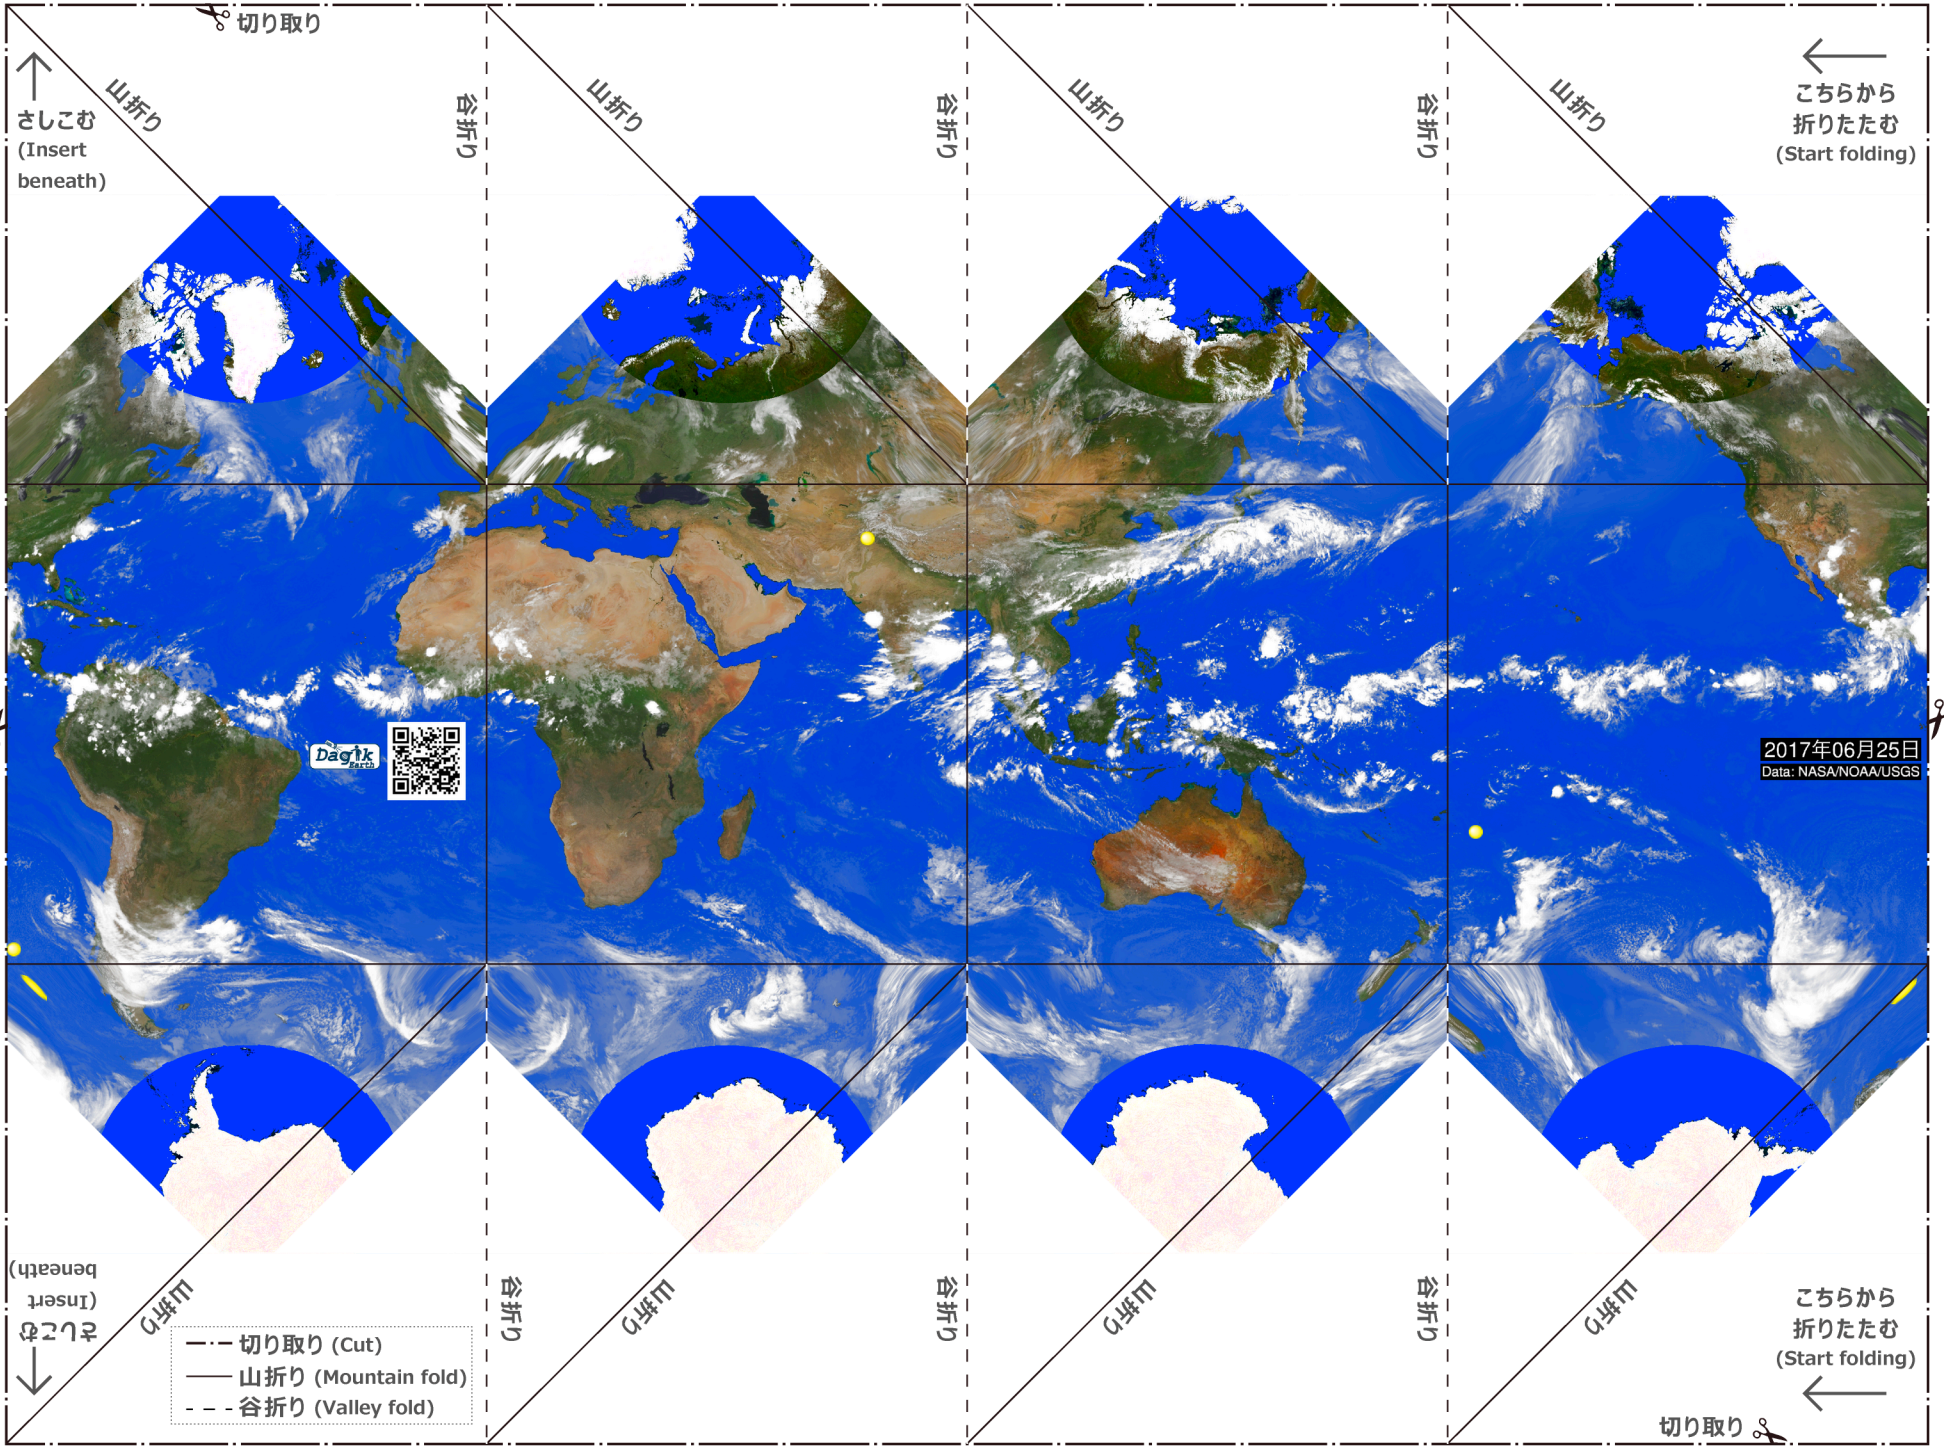 切り取り
山折り
谷折り
山折り
谷折り
山折り
谷折り
山折り
さしこむ
(Insert
beneath)
こちらから
折りたたむ
(Start folding)
Dagik
Earth
2017年06月25日
Data: NASA/NOAA/USGS
さしこむ
(Insert
beneath)
山折り
谷折り
山折り
谷折り
山折り
谷折り
山折り
こちらから
折りたたむ
(Start folding)
切り取り (Cut)
山折り (Mountain fold)
谷折り (Valley fold)
切り取り